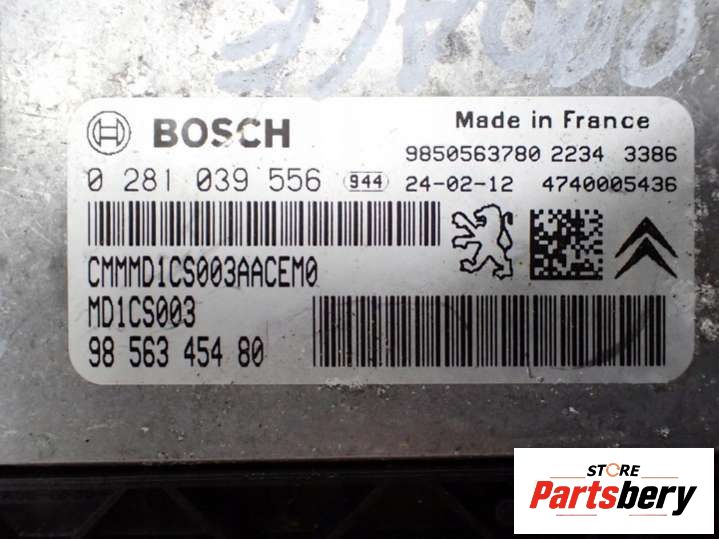 BOSCH
Made in France
0 281 039 556 944
9850563780 2234 3386
24-02-12 4740005436
CMMMD1CS003AACEM0
MD1CS003
98 563 454 80
STORE
Partsbery